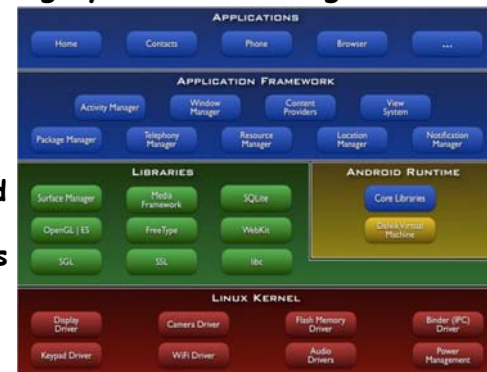 APPLICATIONS
Home Contacts Phone Browser ...
APPLICATION FRAMEWORK
Activity Manager Window Manager Content Providers View System
Package Manager Telephony Manager Resource Manager Location Manager Notification Manager
LIBRARIES
Surface Manager Media Framework SQLite
OpenGL | ES FreeType WebKit
SGL SSL libc
ANDROID RUNTIME
Core Libraries
Dalvik Virtual Machine
LINUX KERNEL
Display Driver Camera Driver Flash Memory Driver Binder (IPC) Driver
Keypad Driver WiFi Driver Audio Drivers Power Management